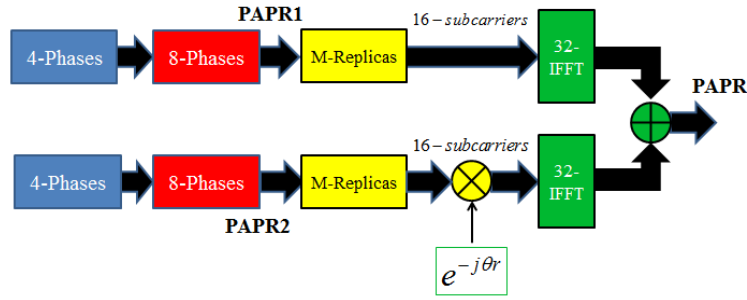 PAPR1
16-subcarriers
4-Phases
8-Phases
M-Replicas
32-
IFFT
PAPR
16-subcarriers
4-Phases
8-Phases
M-Replicas
32-
IFFT
PAPR2
e^{-jθr}